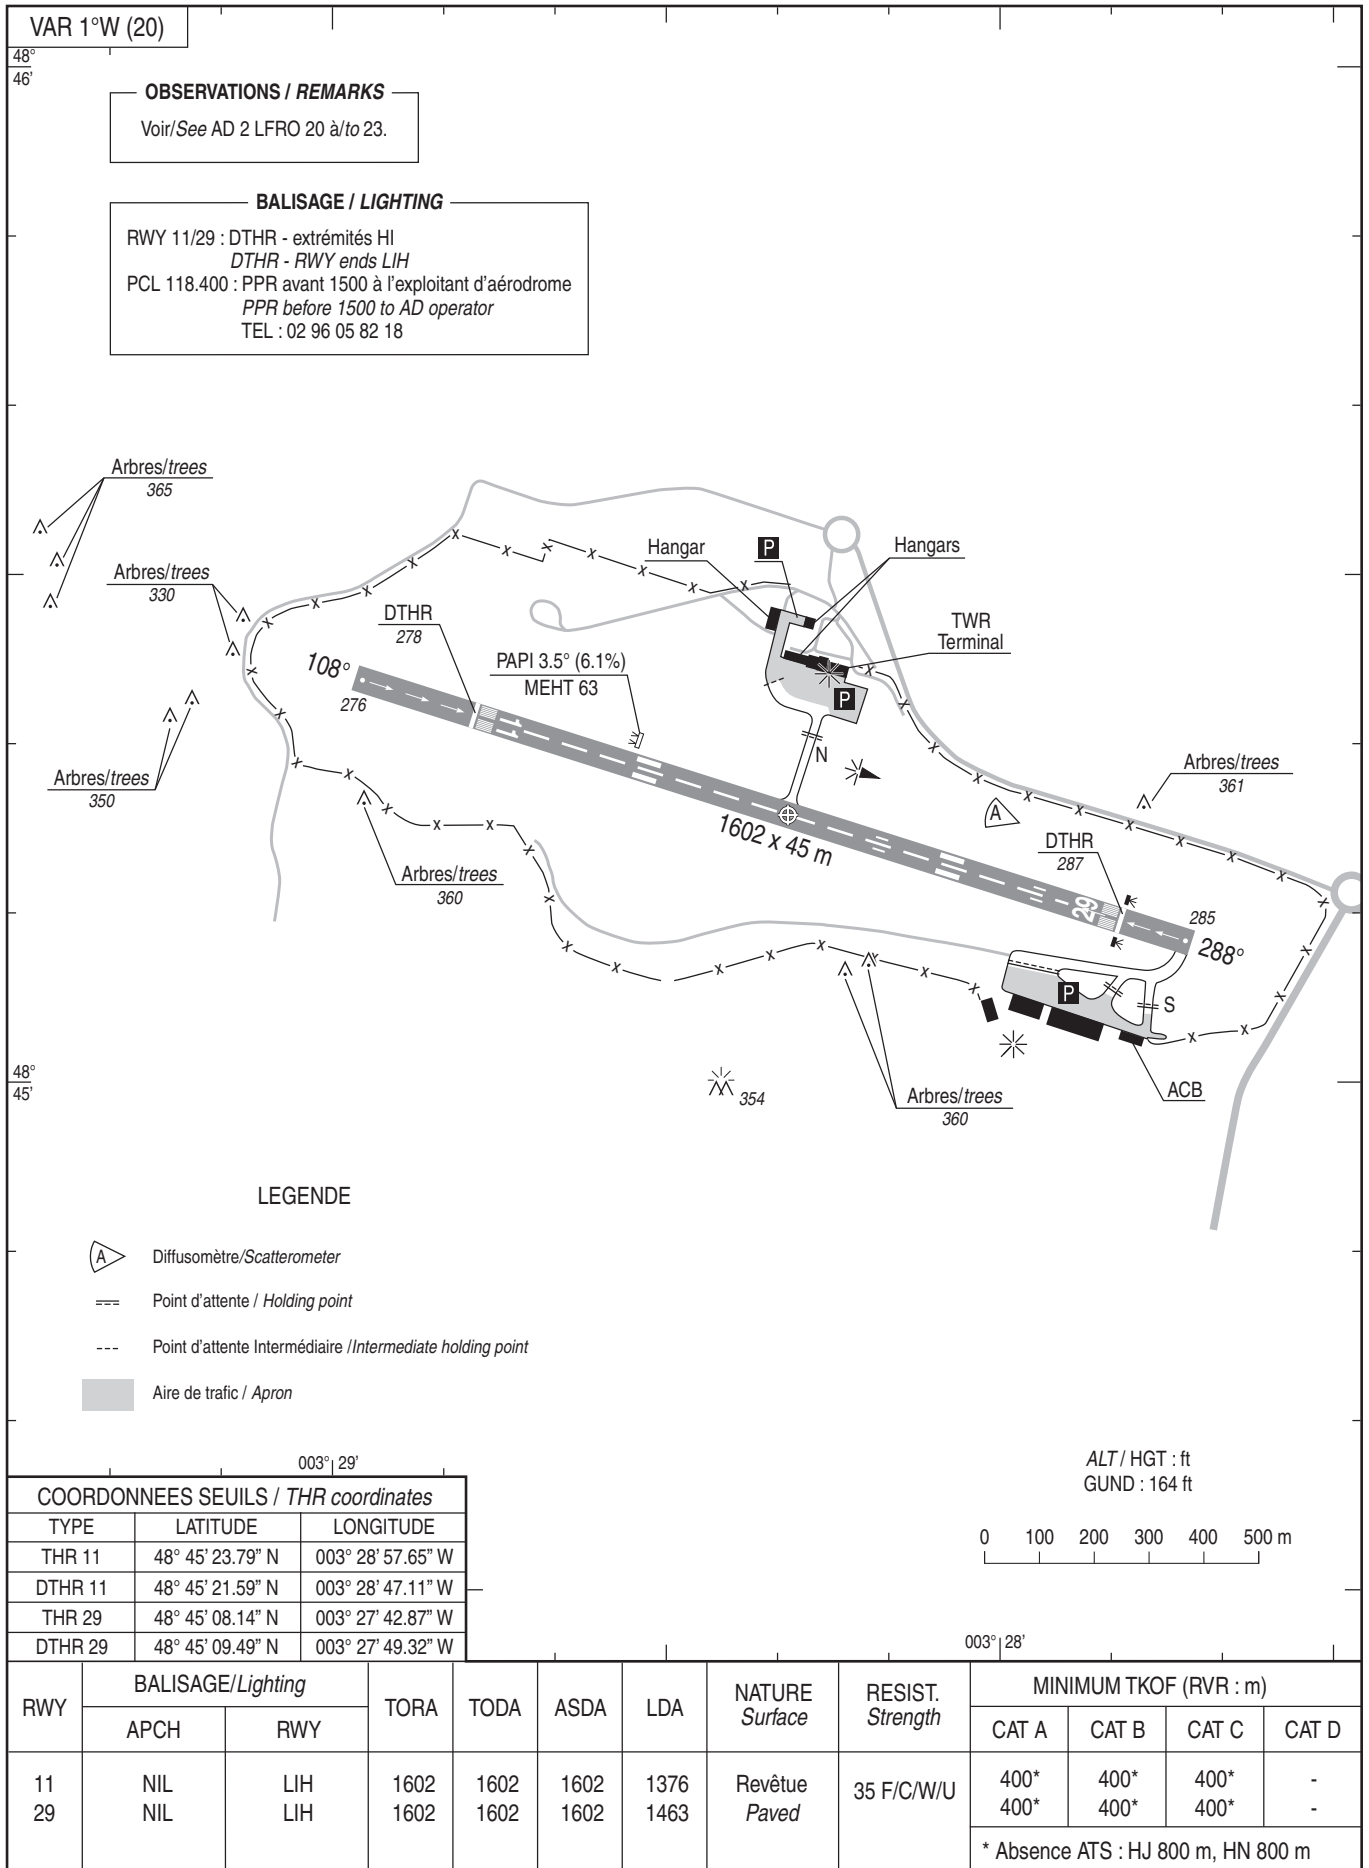 VAR 1°W (20)
48°
46’
OBSERVATIONS / REMARKS
Voir/See AD 2 LFRO 20 à/to 23.
BALISAGE / LIGHTING
RWY 11/29 : DTHR - extrémités HI
DTHR - RWY ends LIH
PCL 118.400 : PPR avant 1500 à l’exploitant d’aérodrome
PPR before 1500 to AD operator
TEL : 02 96 05 82 18
Arbres/trees
365
Arbres/trees
330
Hangar
P
Hangars
DTHR
278
TWR
Terminal
PAPI 3.5° (6.1%)
MEHT 63
108°
276
P
N
Arbres/trees
350
Arbres/trees
361
A
1602 x 45 m
DTHR
287
Arbres/trees
360
11
29
285
288°
P
S
48°
45’
354
Arbres/trees
360
ACB
LEGENDE
A Diffusomètre/Scatterometer
Point d’attente / Holding point
Point d’attente Intermédiaire /Intermediate holding point
Aire de trafic / Apron
003° 29’
ALT / HGT : ft
GUND : 164 ft
0 100 200 300 400 500 m
COORDONNEES SEUILS / THR coordinates
TYPE LATITUDE LONGITUDE
THR 11 48° 45’ 23.79” N 003° 28’ 57.65” W
DTHR 11 48° 45’ 21.59” N 003° 28’ 47.11” W
THR 29 48° 45’ 08.14” N 003° 27’ 42.87” W
DTHR 29 48° 45’ 09.49” N 003° 27’ 49.32” W
003° 28’
RWY BALISAGE/Lighting TORA TODA ASDA LDA NATURE RESIST. MINIMUM TKOF (RVR : m)
Surface Strength
APCH RWY CAT A CAT B CAT C CAT D
11 NIL LIH 1602 1602 1602 1376 Revêtue 35 F/C/W/U 400* 400* 400* -
29 NIL LIH 1602 1602 1602 1463 Paved 400* 400* 400* -
* Absence ATS : HJ 800 m, HN 800 m